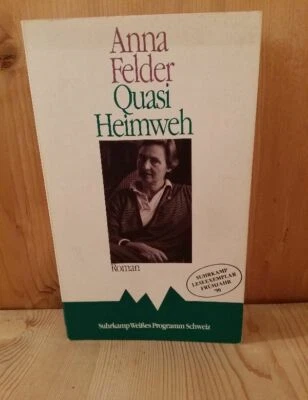 Anna
Felder
Quasi
Heimweh
Roman
SUHRKAMP
LESEEXEMPLAR
FRÜHJAHR
'90
Suhrkamp Weißes Programm Schweiz